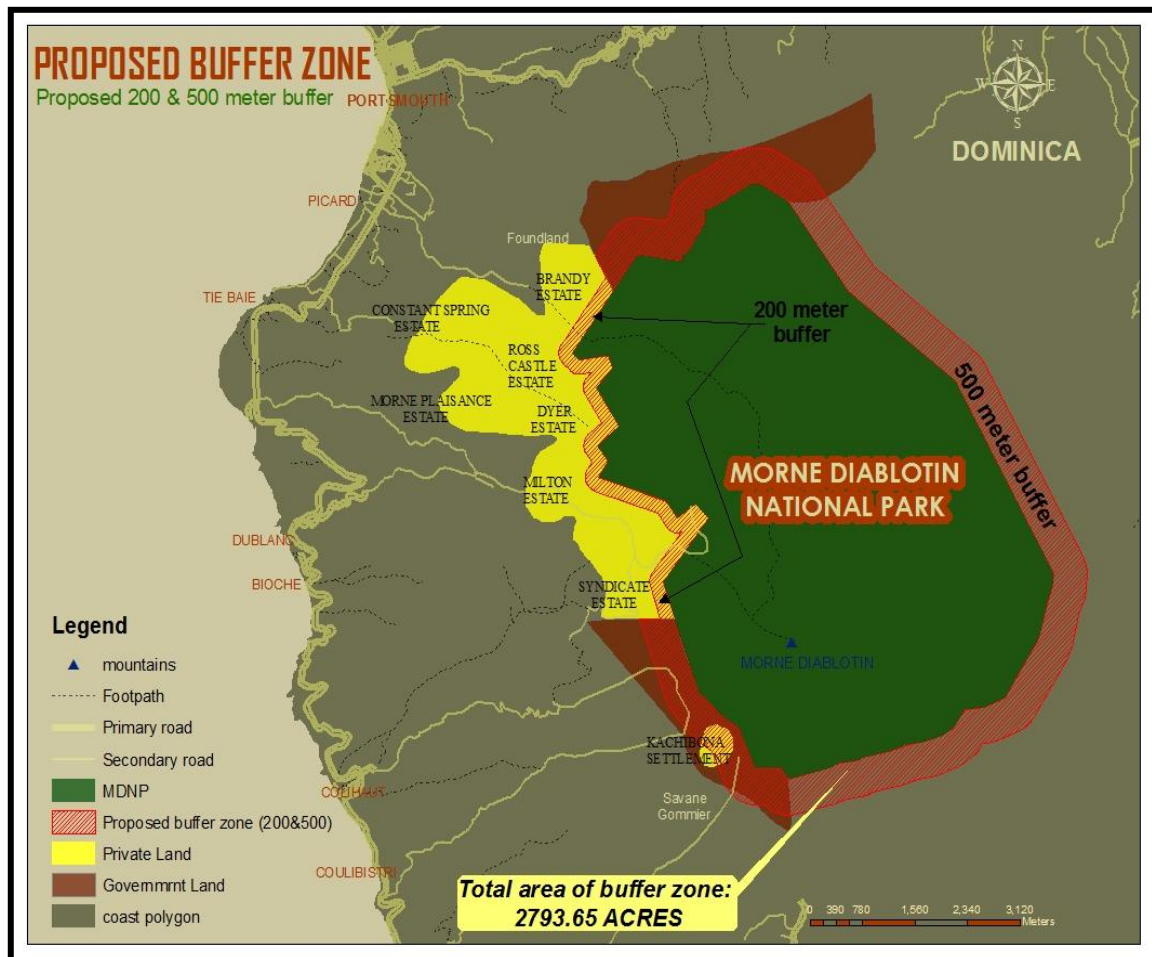 PROPOSED BUFFER ZONE
Proposed 200 & 500 meter buffer
PORTSMOUTH
N
W
E
S
DOMINICA
PICARD
Foundland
TIE BAIE
BRANDY
ESTATE
CONSTANT SPRING
ESTATE
200 meter
buffer
ROSS
CASTLE
ESTATE
500 meter buffer
MORNE PLAISANCE
ESTATE
DYER
ESTATE
MORNE DIABLOTIN
NATIONAL PARK
MILTON
ESTATE
DUBLANC
BIOCHE
SYNDICATE
ESTATE
MORNE DIABLOTIN
KACHIBONA
SETTLEMENT
Savane
Gommier
COLIHAUT
COULIBISTRI
Legend
mountains
Footpath
Primary road
Secondary road
MDNP
Proposed buffer zone (200&500)
Private Land
Governmrnt Land
coast polygon
Total area of buffer zone:
2793.65 ACRES
0 390 780 1,560 2,340 3,120
Meters